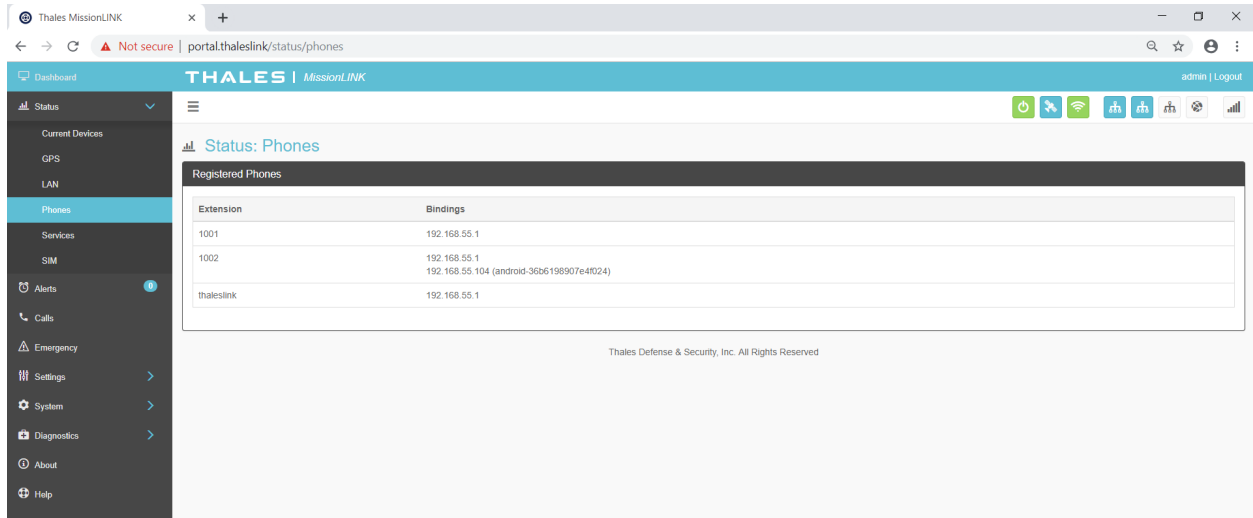 Thales MissionLINK
Not secure | portal.thaleslink/status/phones
Dashboard
THALES | MissionLINK
admin | Logout
Status
Current Devices
GPS
LAN
Phones
Services
SIM
Alerts
0
Calls
Emergency
Settings
System
Diagnostics
About
Help
Status: Phones
Registered Phones
Extension Bindings
1001 192.168.55.1
1002 192.168.55.1
192.168.55.104 (android-36b6198907e4f024)
thaleslink 192.168.55.1
Thales Defense & Security, Inc. All Rights Reserved